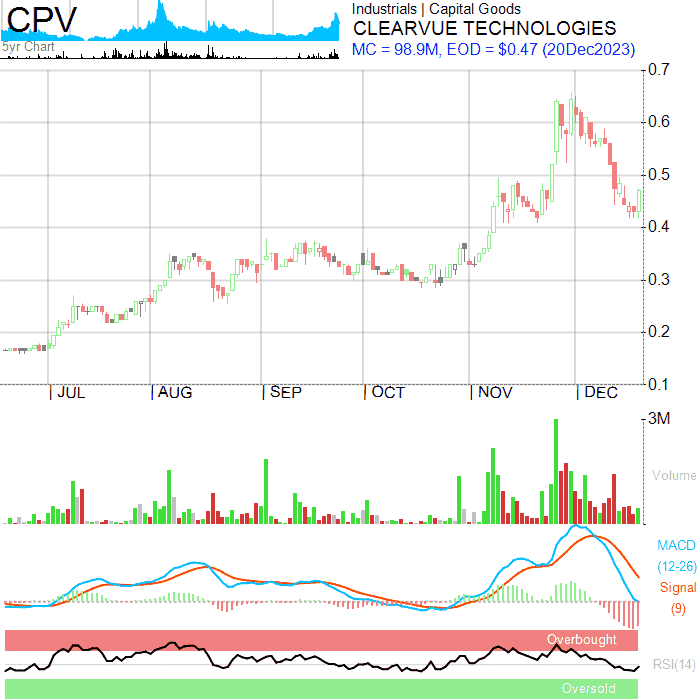 CPV
5yr Chart
Industrials | Capital Goods
CLEARVUE TECHNOLOGIES
MC = 98.9M, EOD = $0.47 (20Dec2023)
0.7
0.6
0.5
0.4
0.3
0.2
0.1
JUL AUG SEP OCT NOV DEC
3M
Volume
MACD
(12-26)
Signal
(9)
Overbought
RSI(14)
Oversold